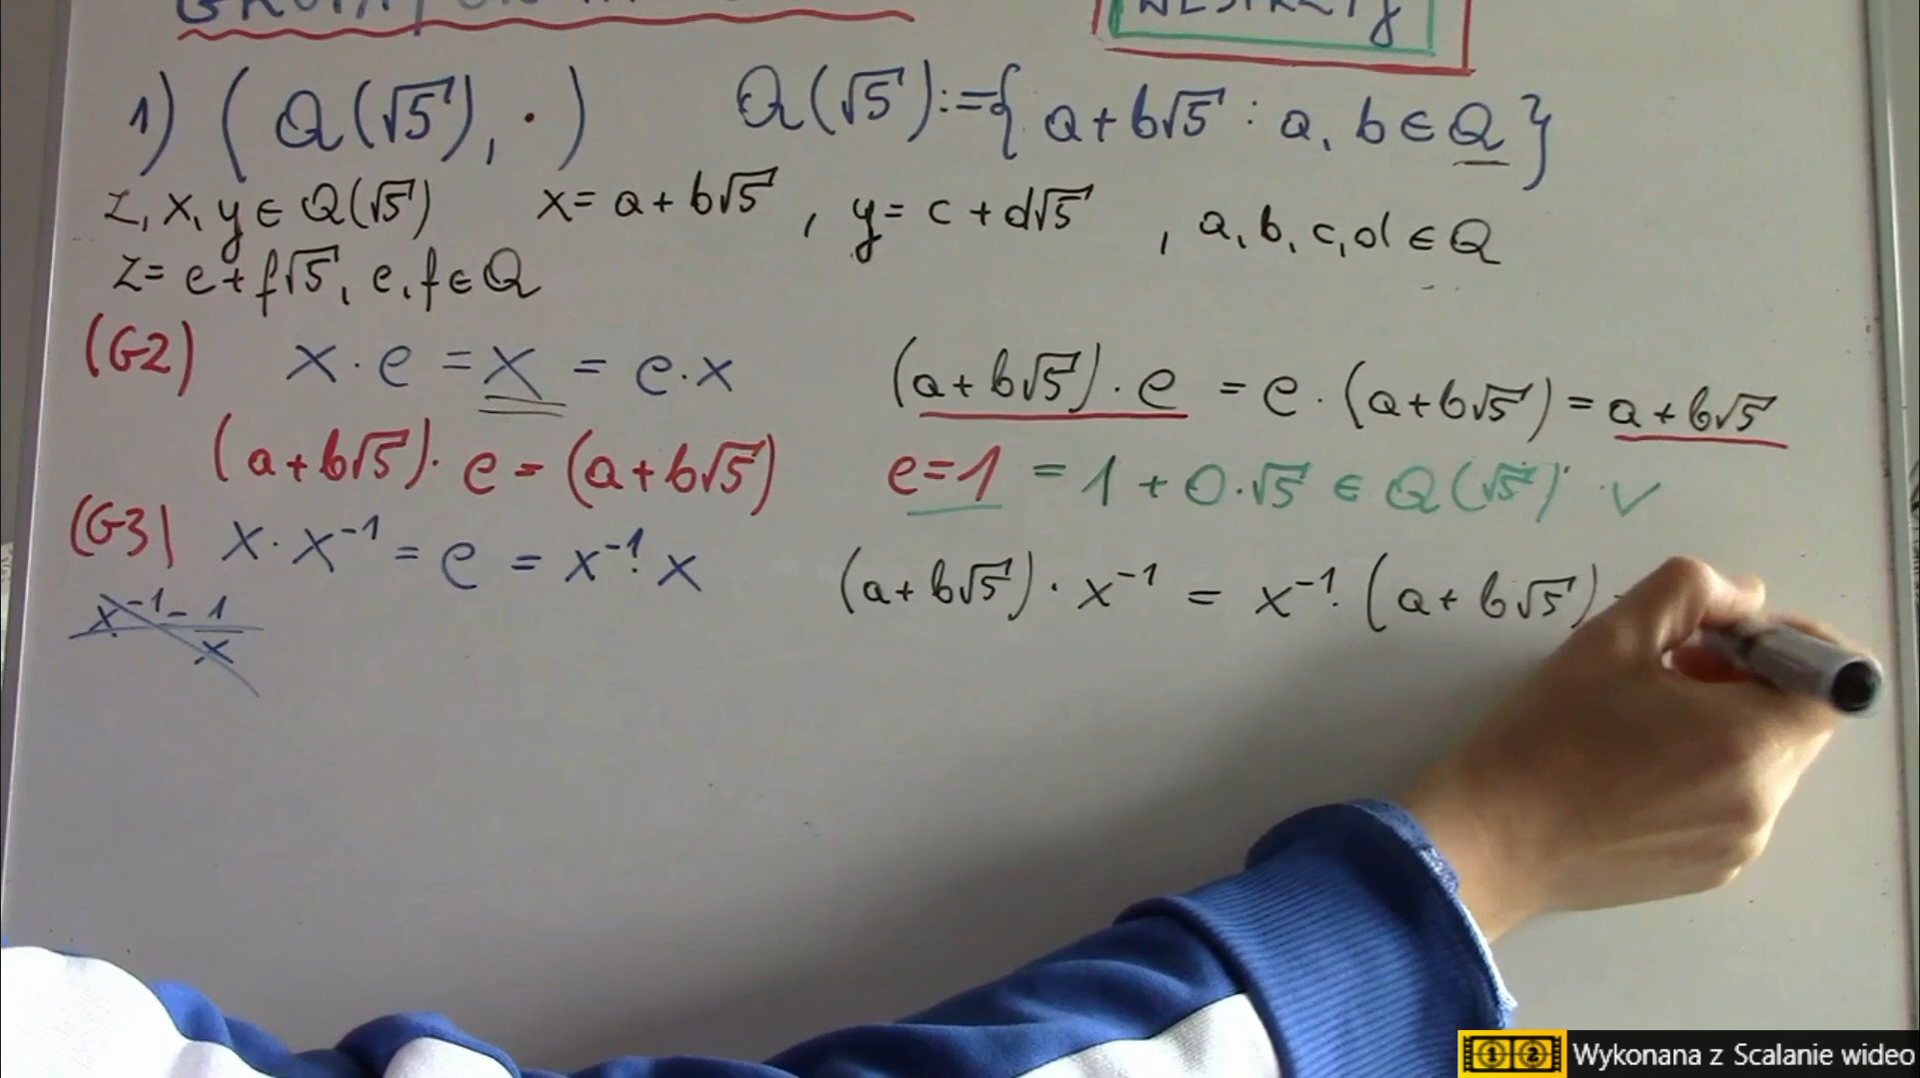 1) (Q(√5), ·) Q(√5):={a+b√5 : a, b ∈ Q}
z, x, y ∈ Q(√5) x = a + b√5 , y = c + d√5 , a, b, c, d ∈ Q
z = e + f√5, e, f ∈ Q
(G2) x · e = x = e · x (a+b√5) · e = e · (a+b√5) = a + b√5
(a+b√5) · e = (a+b√5) e=1 = 1 + 0·√5 ∈ Q(√5) ✓
(G3) x · x⁻¹ = e = x⁻¹ · x (a+b√5) · x⁻¹ = x⁻¹ · (a+b√5)
x⁻¹ = 1/x
Wykonana z Scalanie wideo